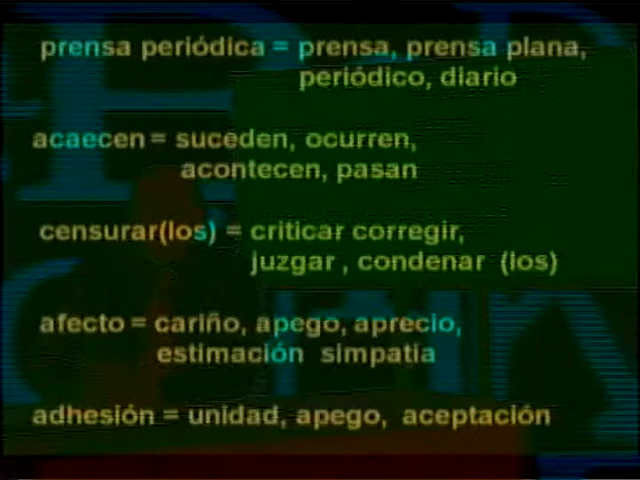 prensa periódica = prensa, prensa plana,
periódico, diario
acaecen = suceden, ocurren,
acontecen, pasan
censurar(los) = criticar corregir,
juzgar , condenar (los)
afecto = cariño, apego, aprecio,
estimación simpatia
adhesión = unidad, apego, aceptación